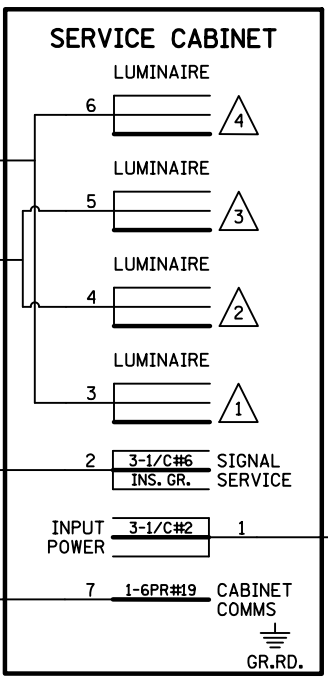 SERVICE CABINET
LUMINAIRE
6
4
LUMINAIRE
5
3
LUMINAIRE
4
2
LUMINAIRE
3
1
2
3-1/C#6
INS. GR.
SIGNAL
SERVICE
INPUT
POWER
3-1/C#2
1
7
1-6PR#19
CABINET
COMMS
GR.RD.